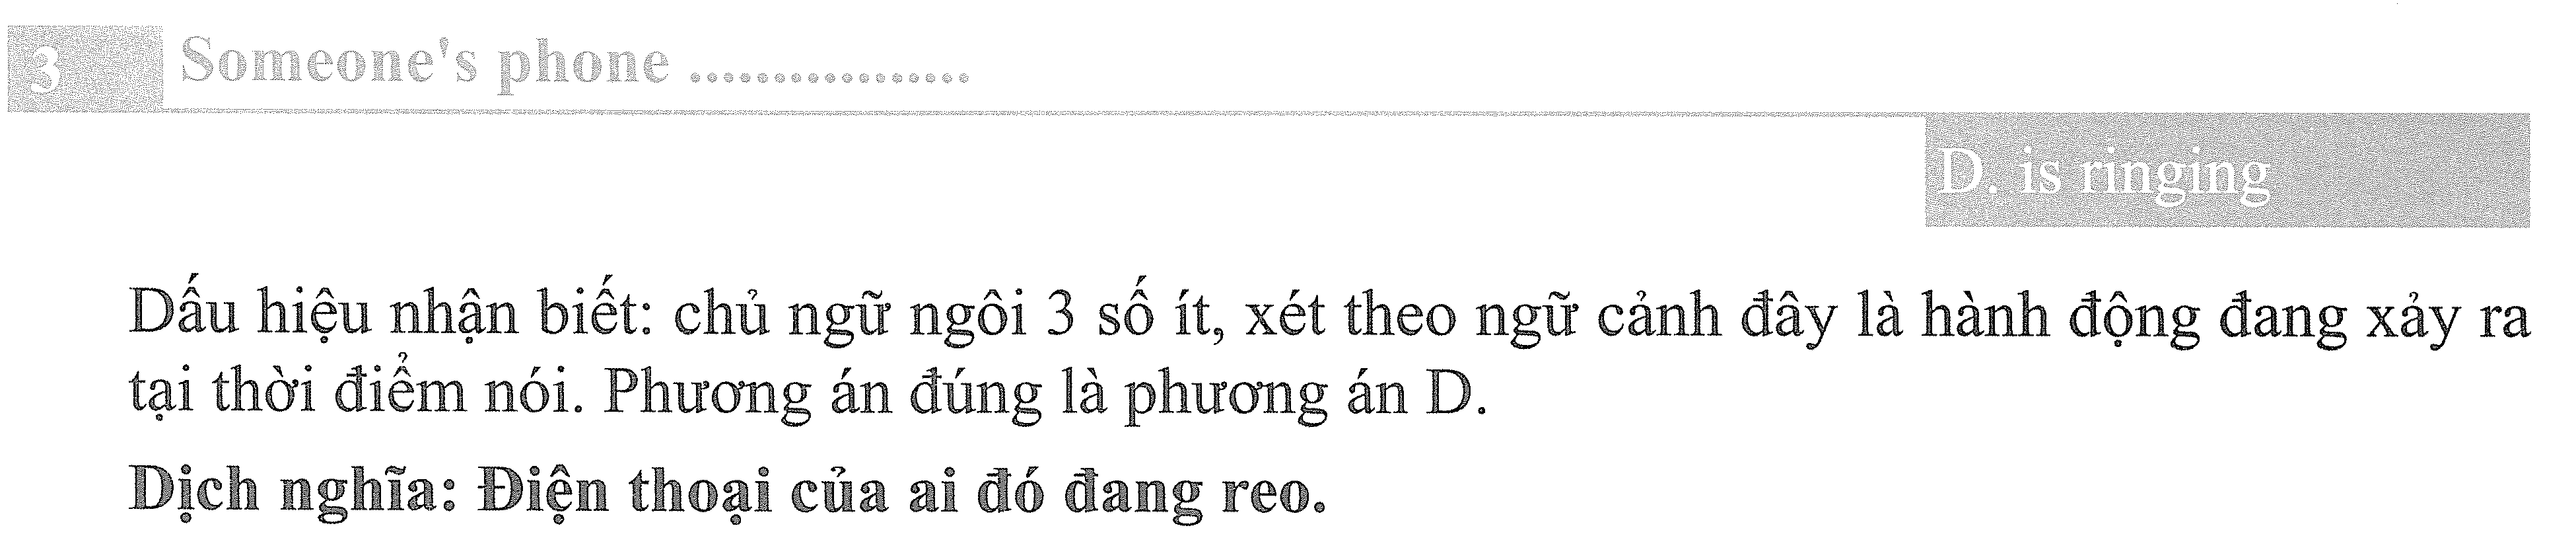 3 Someone's phone .................
D. is ringing
Dấu hiệu nhận biết: chủ ngữ ngôi 3 số ít, xét theo ngữ cảnh đây là hành động đang xảy ra
tại thời điểm nói. Phương án đúng là phương án D.
Dịch nghĩa: Điện thoại của ai đó đang reo.